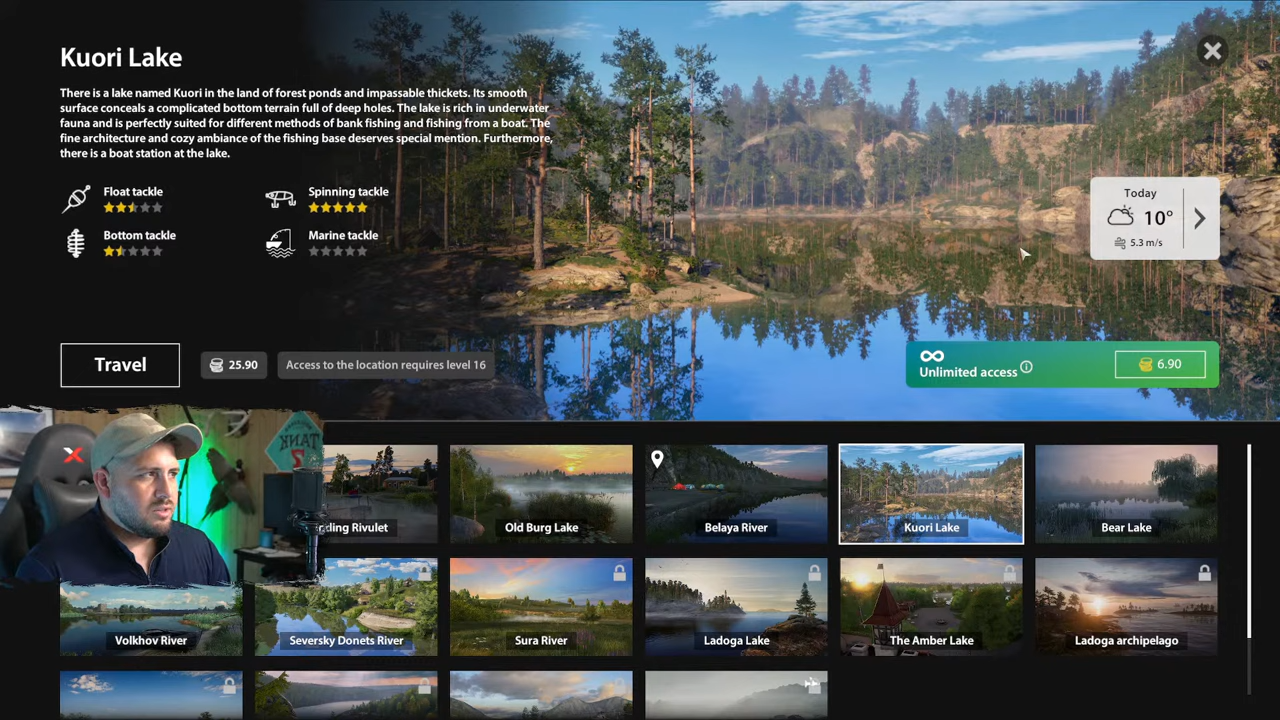 Kuori Lake
There is a lake named Kuori in the land of forest ponds and impassable thickets. Its smooth
surface conceals a complicated bottom terrain full of deep holes. The lake is rich in underwater
fauna and is perfectly suited for different methods of bank fishing and fishing from a boat. The
fine architecture and cozy ambiance of the fishing base deserves special mention. Furthermore,
there is a boat station at the lake.
Float tackle
Spinning tackle
Bottom tackle
Marine tackle
Today
10°
5.3 m/s
Travel
25.90
Access to the location requires level 16
Unlimited access
6.90
TANK
2
Rivulet
Old Burg Lake
Belaya River
Kuori Lake
Bear Lake
Volkhov River
Seversky Donets River
Sura River
Ladoga Lake
The Amber Lake
Ladoga archipelago